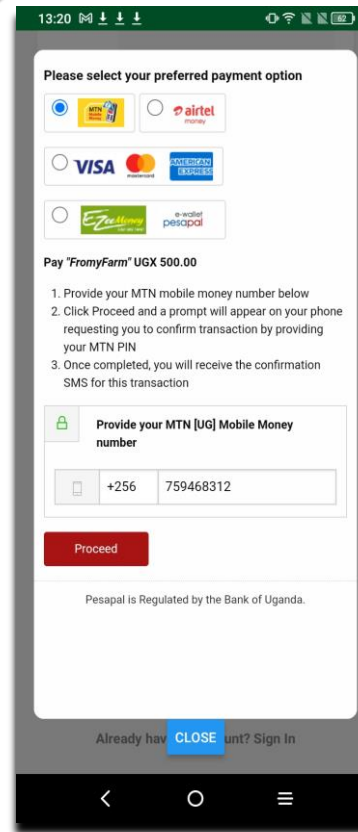 13:20
62
Please select your preferred payment option
MTN
airtel
money
VISA mastercard AMERICAN EXPRESS
EZeeMoney
e-wallet
pesapal
Pay "FromyFarm" UGX 500.00
1. Provide your MTN mobile money number below
2. Click Proceed and a prompt will appear on your phone
requesting you to confirm transaction by providing
your MTN PIN
3. Once completed, you will receive the confirmation
SMS for this transaction
Provide your MTN [UG] Mobile Money
number
+256 759468312
Proceed
Pesapal is Regulated by the Bank of Uganda.
Already hav CLOSE unt? Sign In